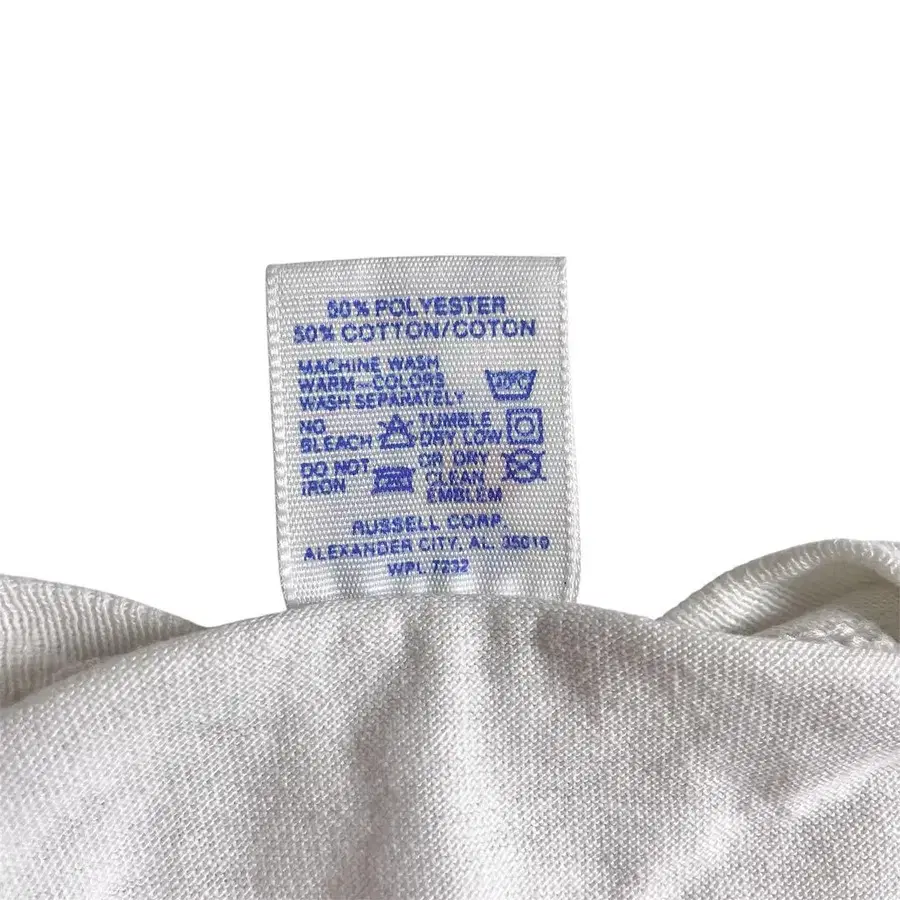 50% POLYESTER
50% COTTON/COTON
MACHINE WASH
WARM-COLORS
WASH SEPARATELY
NO
BLEACH
TUMBLE
DRY LOW
DO NOT
IRON
OR DRY
CLEAN
EMBLEM
RUSSELL CORP.
ALEXANDER CITY, AL. 35010
WPL 7232